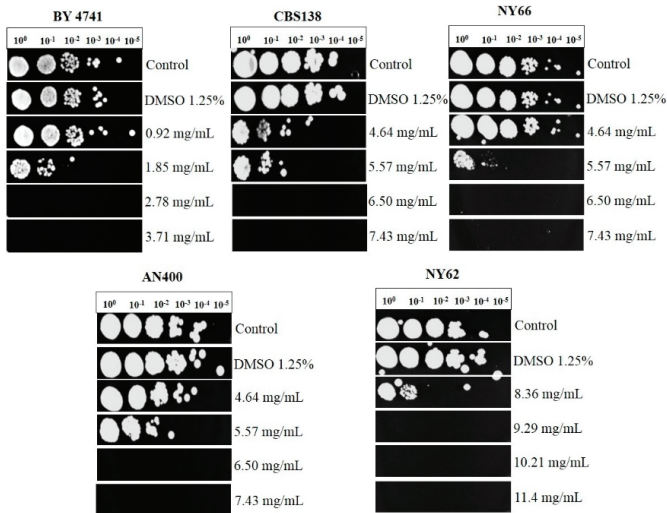 BY 4741
10⁰ 10⁻¹ 10⁻² 10⁻³ 10⁻⁴ 10⁻⁵
Control
DMSO 1.25%
0.92 mg/mL
1.85 mg/mL
2.78 mg/mL
3.71 mg/mL
CBS138
10⁰ 10⁻¹ 10⁻² 10⁻³ 10⁻⁴ 10⁻⁵
Control
DMSO 1.25%
4.64 mg/mL
5.57 mg/mL
6.50 mg/mL
7.43 mg/mL
NY66
10⁰ 10⁻¹ 10⁻² 10⁻³ 10⁻⁴ 10⁻⁵
Control
DMSO 1.25%
4.64 mg/mL
5.57 mg/mL
6.50 mg/mL
7.43 mg/mL
AN400
10⁰ 10⁻¹ 10⁻² 10⁻³ 10⁻⁴ 10⁻⁵
Control
DMSO 1.25%
4.64 mg/mL
5.57 mg/mL
6.50 mg/mL
7.43 mg/mL
NY62
10⁰ 10⁻¹ 10⁻² 10⁻³ 10⁻⁴ 10⁻⁵
Control
DMSO 1.25%
8.36 mg/mL
9.29 mg/mL
10.21 mg/mL
11.4 mg/mL